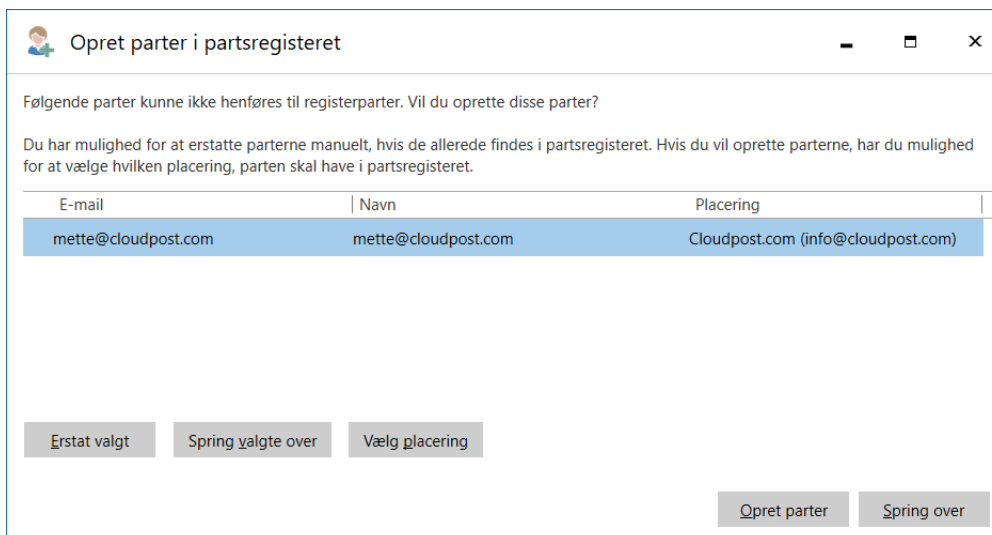 Opret parter i partsregisteret
Følgende parter kunne ikke henføres til registerparter. Vil du oprette disse parter?
Du har mulighed for at erstatte parterne manuelt, hvis de allerede findes i partsregisteret. Hvis du vil oprette parterne, har du mulighed
for at vælge hvilken placering, parten skal have i partsregisteret.
E-mail Navn Placering
mette@cloudpost.com mette@cloudpost.com Cloudpost.com (info@cloudpost.com)
Erstat valgt Spring valgte over Vælg placering
Opret parter Spring over